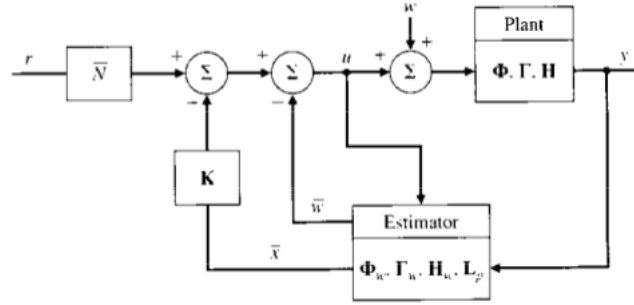 w
r
N̅
+
Σ
−
+
Σ
−
u
+
Σ
+
Plant
Φ, Γ, H
y
K
w̅
x̅
Estimator
Φw, Γw, Hw, Lp